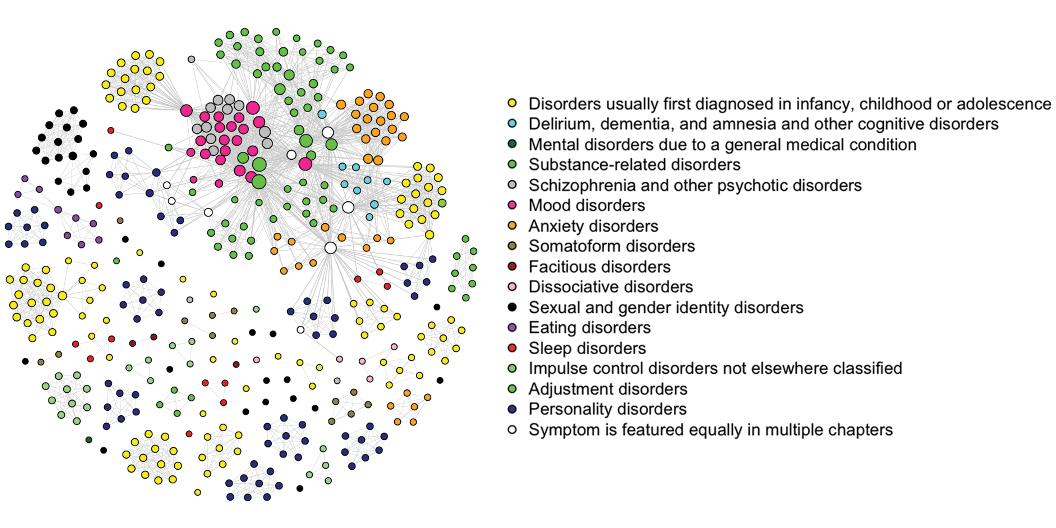 Disorders usually first diagnosed in infancy, childhood or adolescence
Delirium, dementia, and amnesia and other cognitive disorders
Mental disorders due to a general medical condition
Substance-related disorders
Schizophrenia and other psychotic disorders
Mood disorders
Anxiety disorders
Somatoform disorders
Facitious disorders
Dissociative disorders
Sexual and gender identity disorders
Eating disorders
Sleep disorders
Impulse control disorders not elsewhere classified
Adjustment disorders
Personality disorders
Symptom is featured equally in multiple chapters